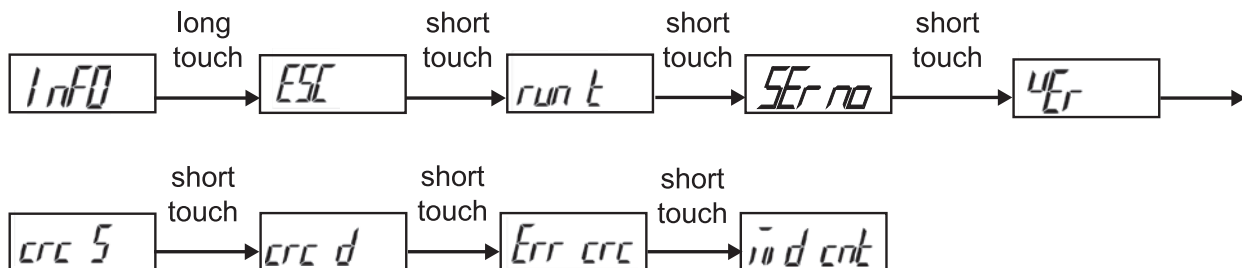 long short short short
touch touch touch touch
InFO ESC run t SEr no VEr
short short short
touch touch touch
crc S crc d Err crc d cnt